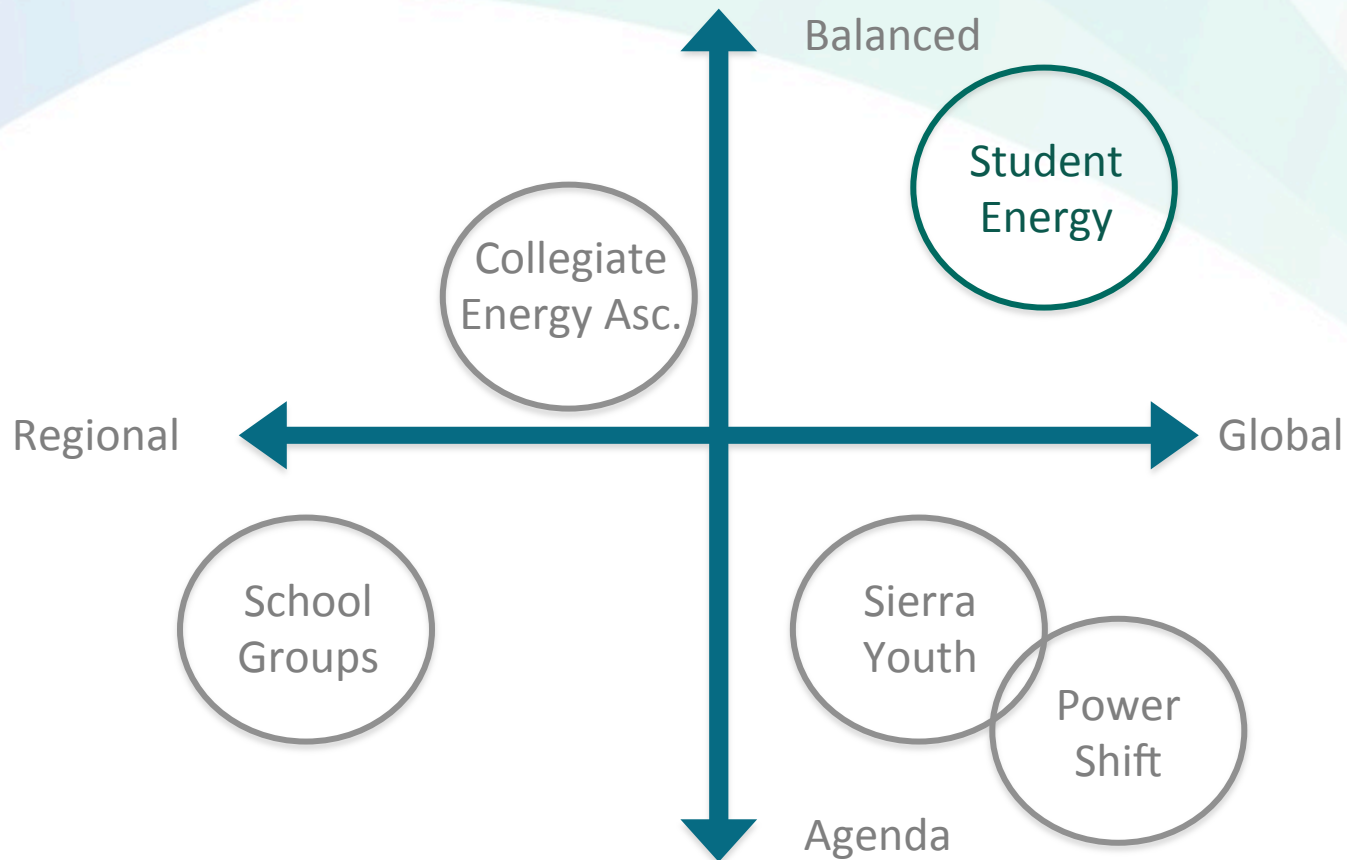 Balanced
Student
Energy
Collegiate
Energy Asc.
Regional
Global
School
Groups
Sierra
Youth
Power
Shift
Agenda